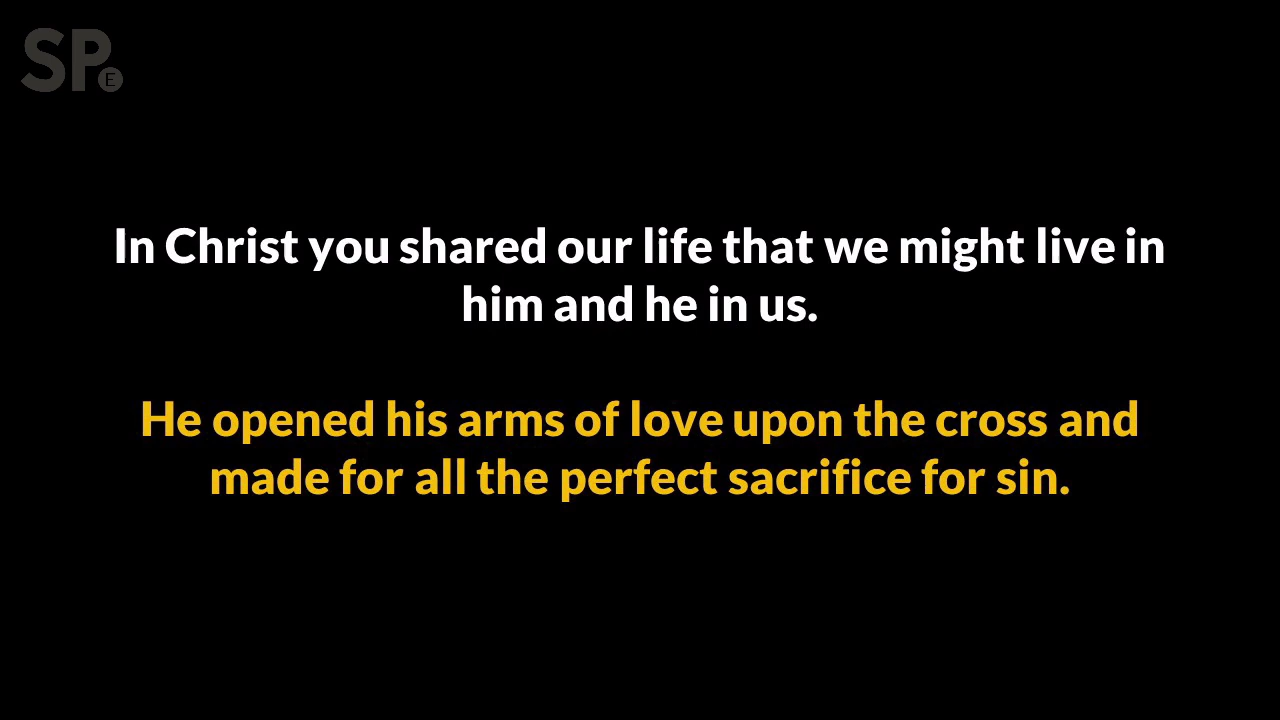 SP
E
In Christ you shared our life that we might live in
him and he in us.
He opened his arms of love upon the cross and
made for all the perfect sacrifice for sin.